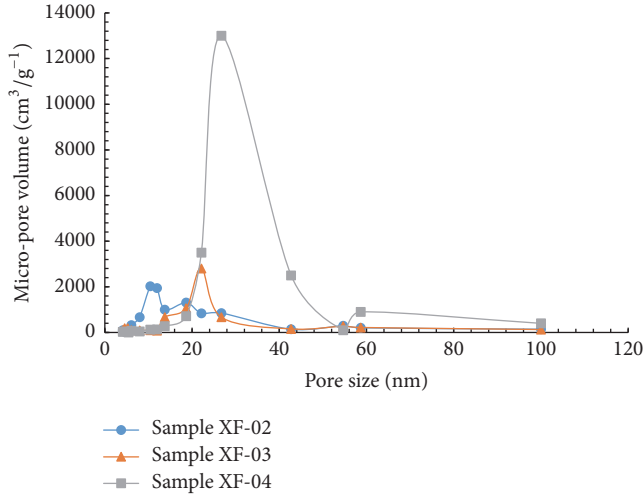 14000
12000
10000
8000
6000
4000
2000
0
Micro-pore volume (cm³/g⁻¹)
0 20 40 60 80 100 120
Pore size (nm)
Sample XF-02
Sample XF-03
Sample XF-04